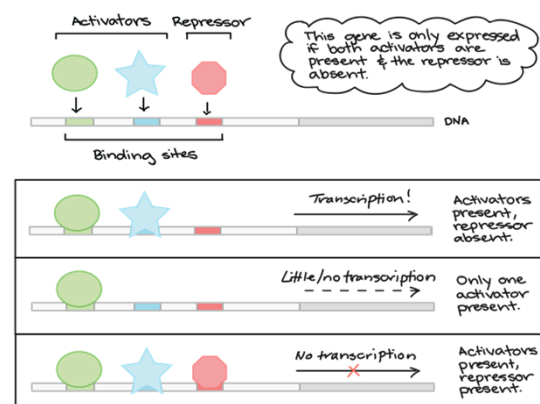 Activators
Repressor
This gene is only expressed
if both activators are
present & the repressor is
absent.
DNA
Binding sites
Transcription!
Activators
present,
repressor
absent.
Little/no transcription
Only one
activator
present.
No transcription
Activators
present,
repressor
present.